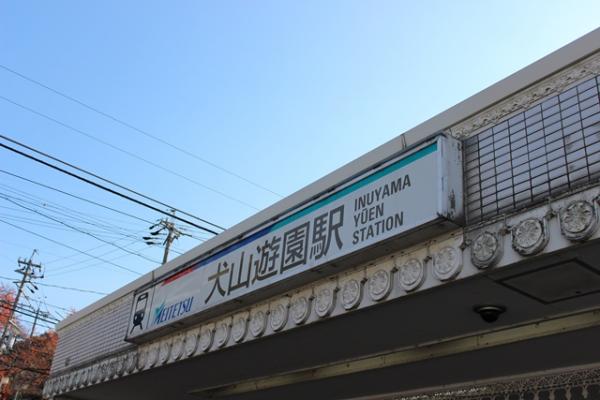 MEITETSU
犬山遊園駅
INUYAMA
YŪEN
STATION